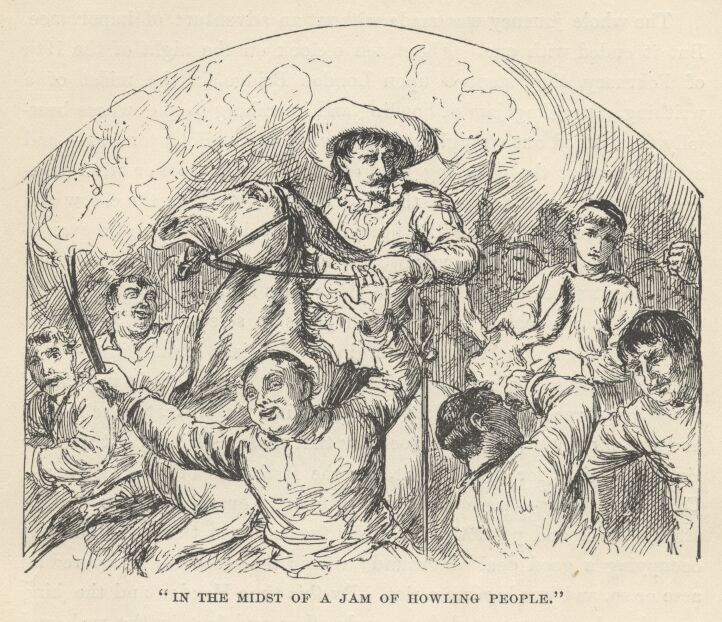 "IN THE MIDST OF A JAM OF HOWLING PEOPLE."